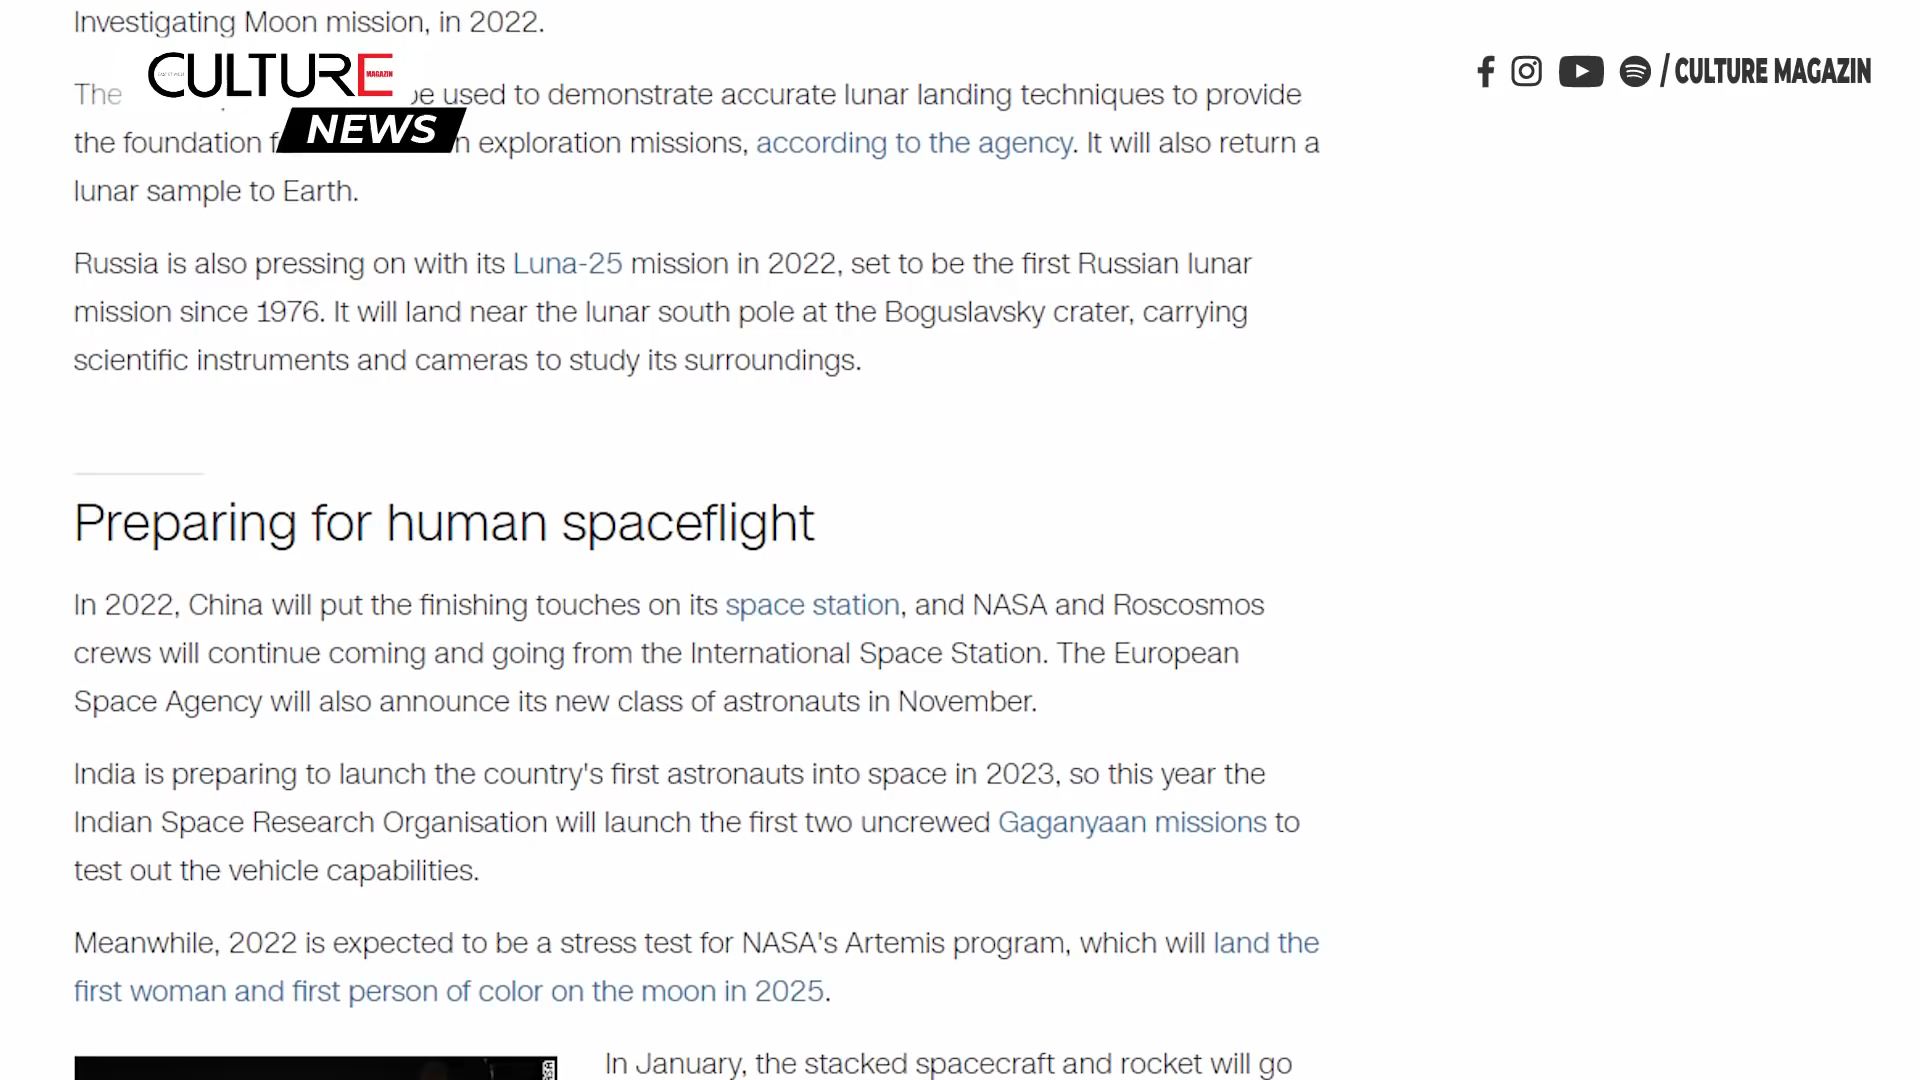 Investigating Moon mission, in 2022.
CULTURE
MAGAZIN
NEWS
/ CULTURE MAGAZIN
The be used to demonstrate accurate lunar landing techniques to provide
the foundation exploration missions, according to the agency. It will also return a
lunar sample to Earth.
Russia is also pressing on with its Luna-25 mission in 2022, set to be the first Russian lunar
mission since 1976. It will land near the lunar south pole at the Boguslavsky crater, carrying
scientific instruments and cameras to study its surroundings.
Preparing for human spaceflight
In 2022, China will put the finishing touches on its space station, and NASA and Roscosmos
crews will continue coming and going from the International Space Station. The European
Space Agency will also announce its new class of astronauts in November.
India is preparing to launch the country's first astronauts into space in 2023, so this year the
Indian Space Research Organisation will launch the first two uncrewed Gaganyaan missions to
test out the vehicle capabilities.
Meanwhile, 2022 is expected to be a stress test for NASA's Artemis program, which will land the
first woman and first person of color on the moon in 2025.
In January, the stacked spacecraft and rocket will go